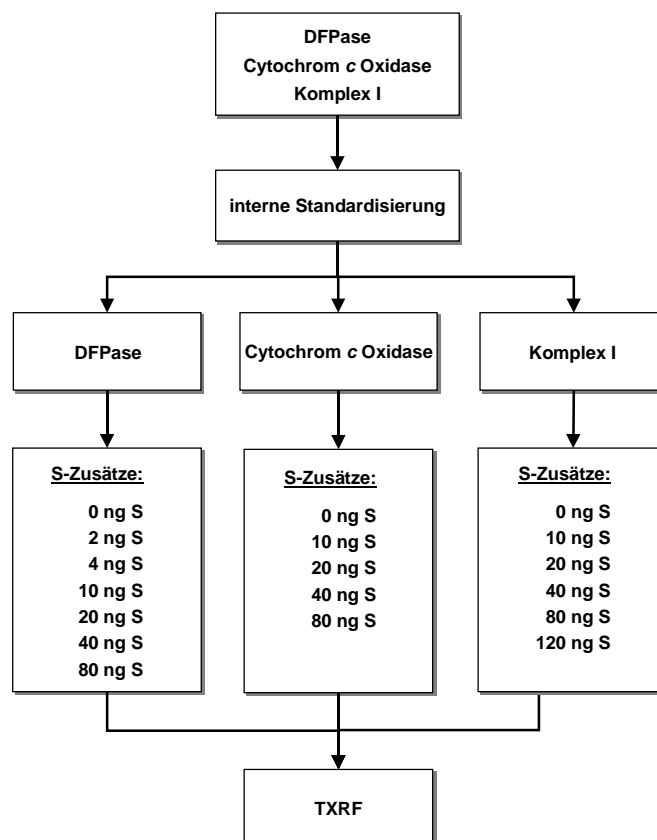 DFPase
Cytochrom c Oxidase
Komplex I
interne Standardisierung
DFPase
Cytochrom c Oxidase
Komplex I
S-Zusätze:
0 ng S
2 ng S
4 ng S
10 ng S
20 ng S
40 ng S
80 ng S
S-Zusätze:
0 ng S
10 ng S
20 ng S
40 ng S
80 ng S
S-Zusätze:
0 ng S
10 ng S
20 ng S
40 ng S
80 ng S
120 ng S
TXRF